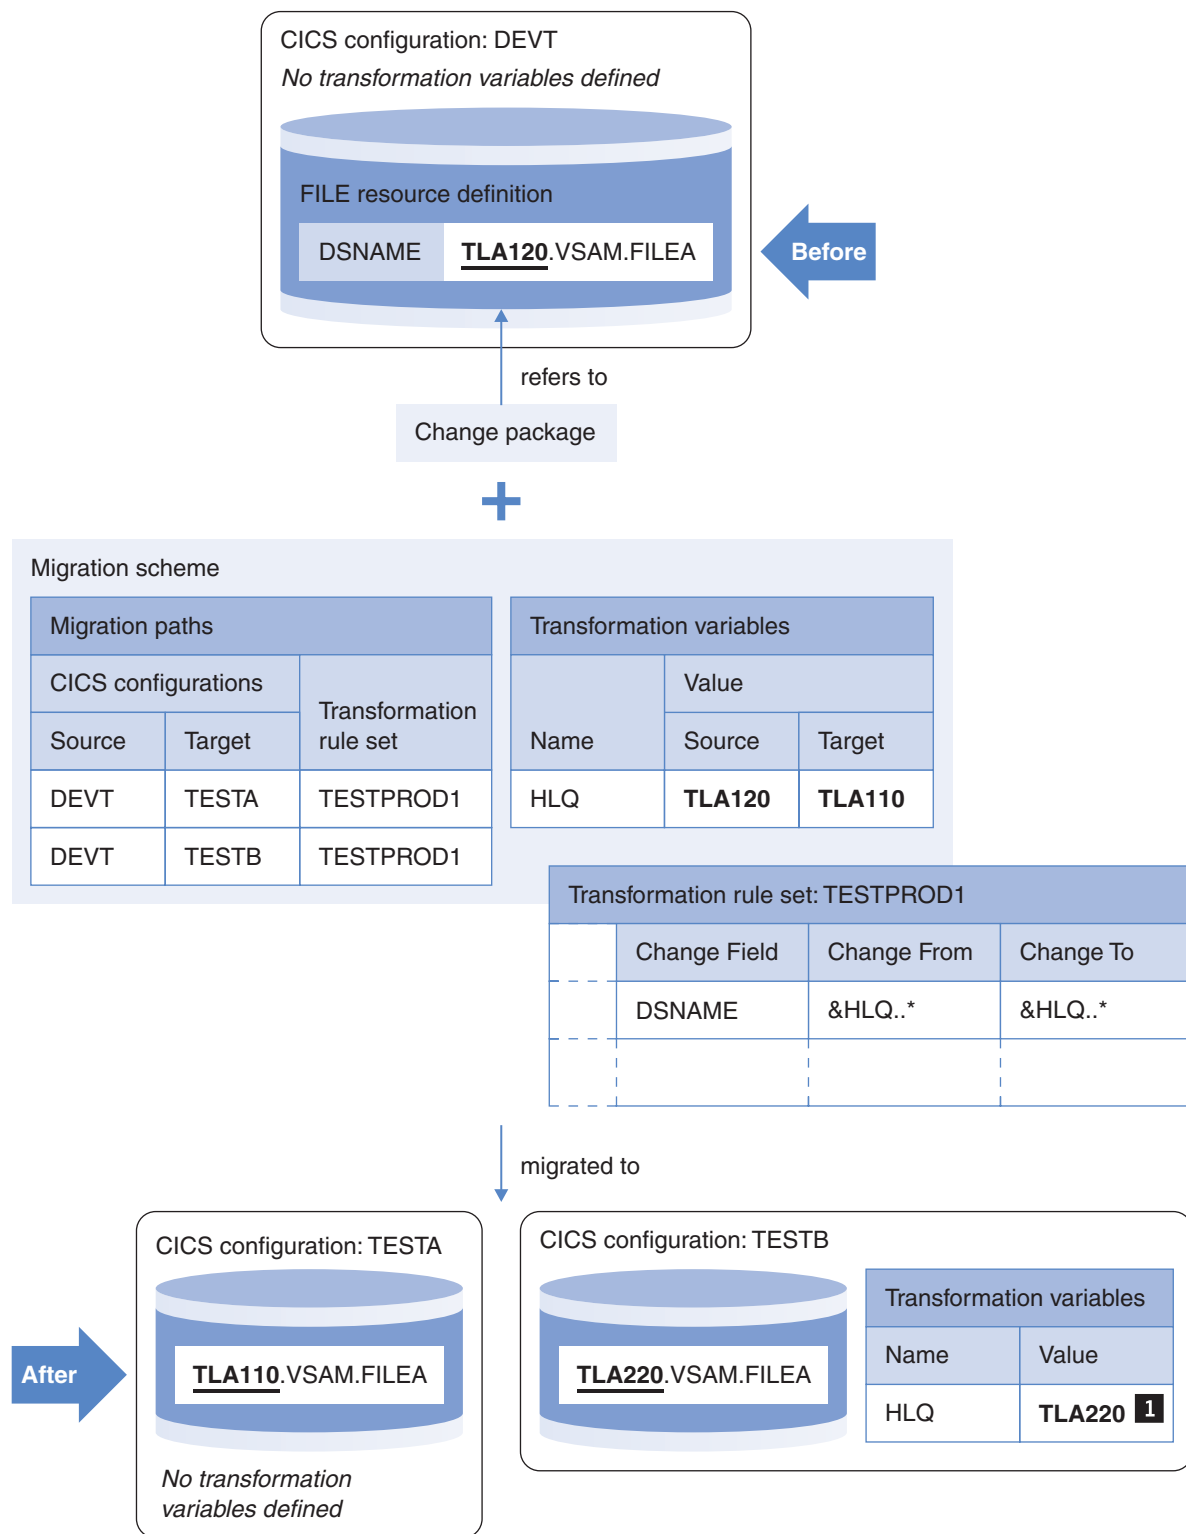 CICS configuration: DEVT
No transformation variables defined
FILE resource definition
DSNAME TLA120.VSAM.FILEA
Before
refers to
Change package
+
Migration scheme
Migration paths
CICS configurations
Transformation rule set
Source Target
DEVT TESTA TESTPROD1
DEVT TESTB TESTPROD1
Transformation variables
Value
Name Source Target
HLQ TLA120 TLA110
Transformation rule set: TESTPROD1
Change Field Change From Change To
DSNAME &HLQ..* &HLQ..*
migrated to
After
CICS configuration: TESTA
TLA110.VSAM.FILEA
No transformation
variables defined
CICS configuration: TESTB
TLA220.VSAM.FILEA
Transformation variables
Name Value
HLQ TLA220 1